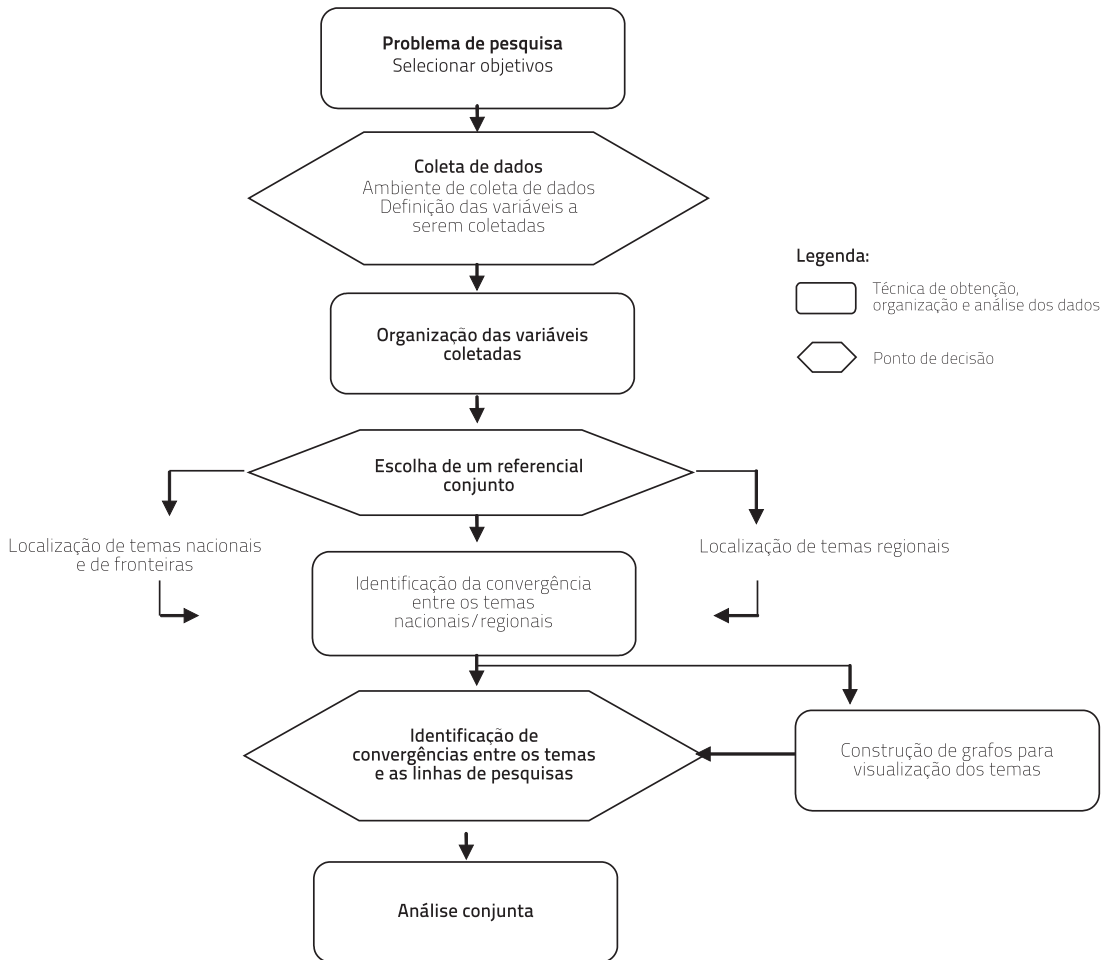 Problema de pesquisa
Selecionar objetivos
Coleta de dados
Ambiente de coleta de dados
Definição das variáveis a
serem coletadas
Legenda:
Técnica de obtenção,
organização e análise dos dados
Ponto de decisão
Organização das variáveis
coletadas
Escolha de um referencial
conjunto
Localização de temas nacionais
e de fronteiras
Localização de temas regionais
Identificação da convergência
entre os temas
nacionais/regionais
Identificação de
convergências entre os temas
e as linhas de pesquisas
Construção de grafos para
visualização dos temas
Análise conjunta